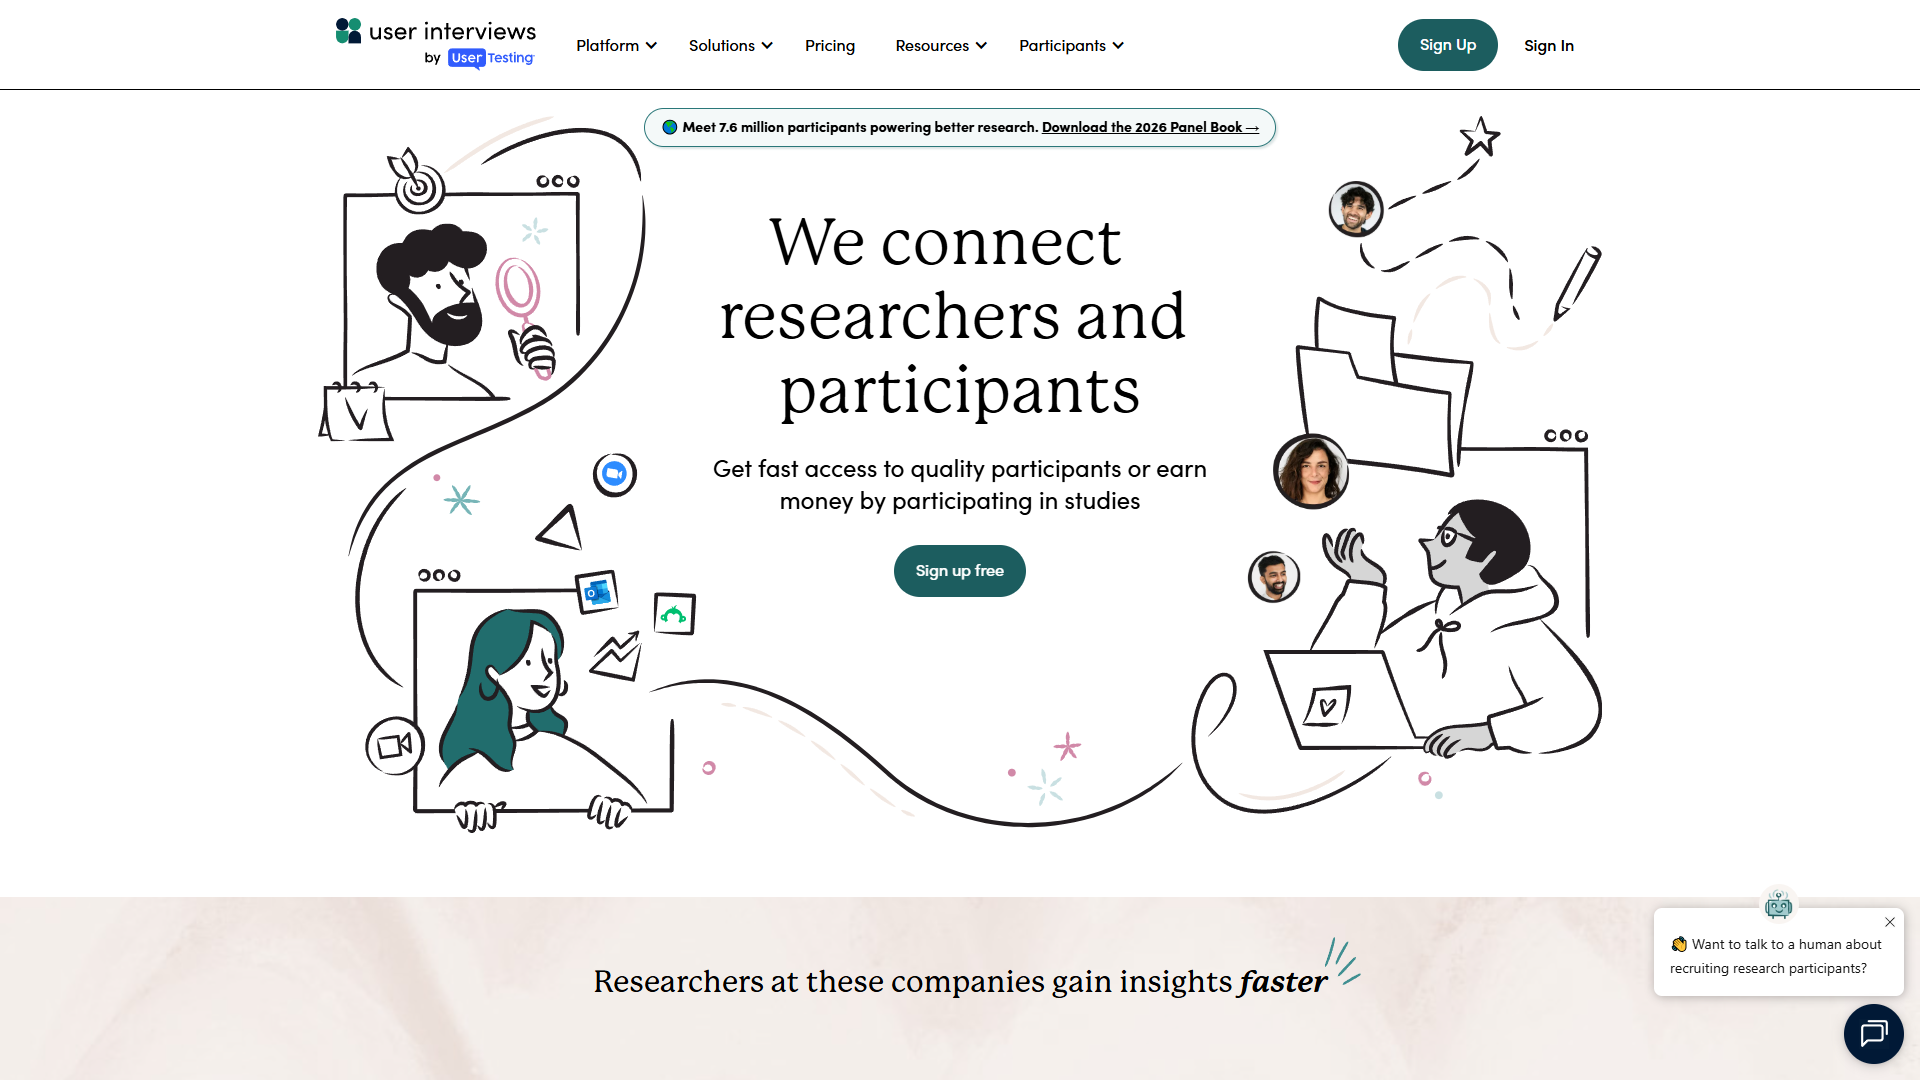 user interviews
by User Testing
Platform
Solutions
Pricing
Resources
Participants
Sign Up
Sign In
Meet 7.6 million participants powering better research. Download the 2026 Panel Book →
We connect
researchers and
participants
Get fast access to quality participants or earn
money by participating in studies
Sign up free
Researchers at these companies gain insights faster
👏 Want to talk to a human about
recruiting research participants?